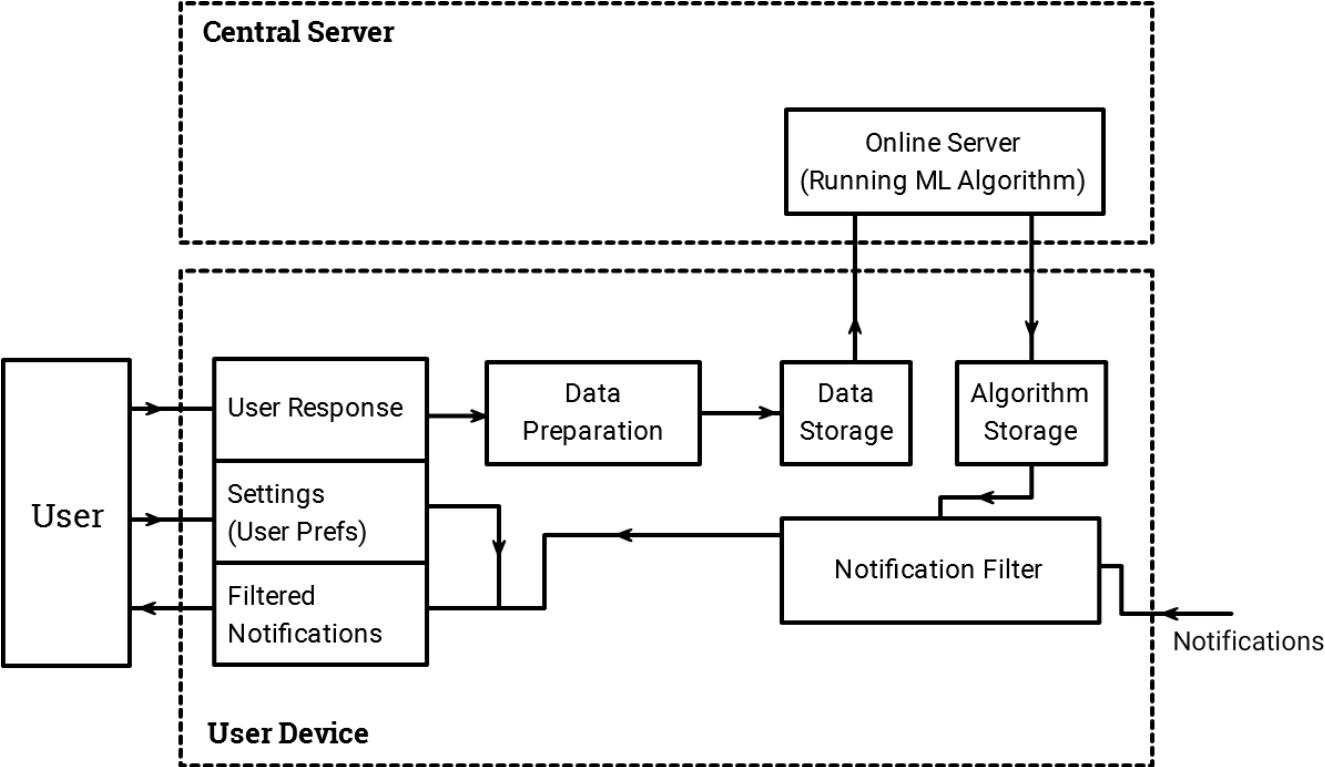 Central Server
Online Server
(Running ML Algorithm)
User
User Response
Data
Preparation
Data
Storage
Algorithm
Storage
Settings
(User Prefs)
Filtered
Notifications
Notification Filter
Notifications
User Device